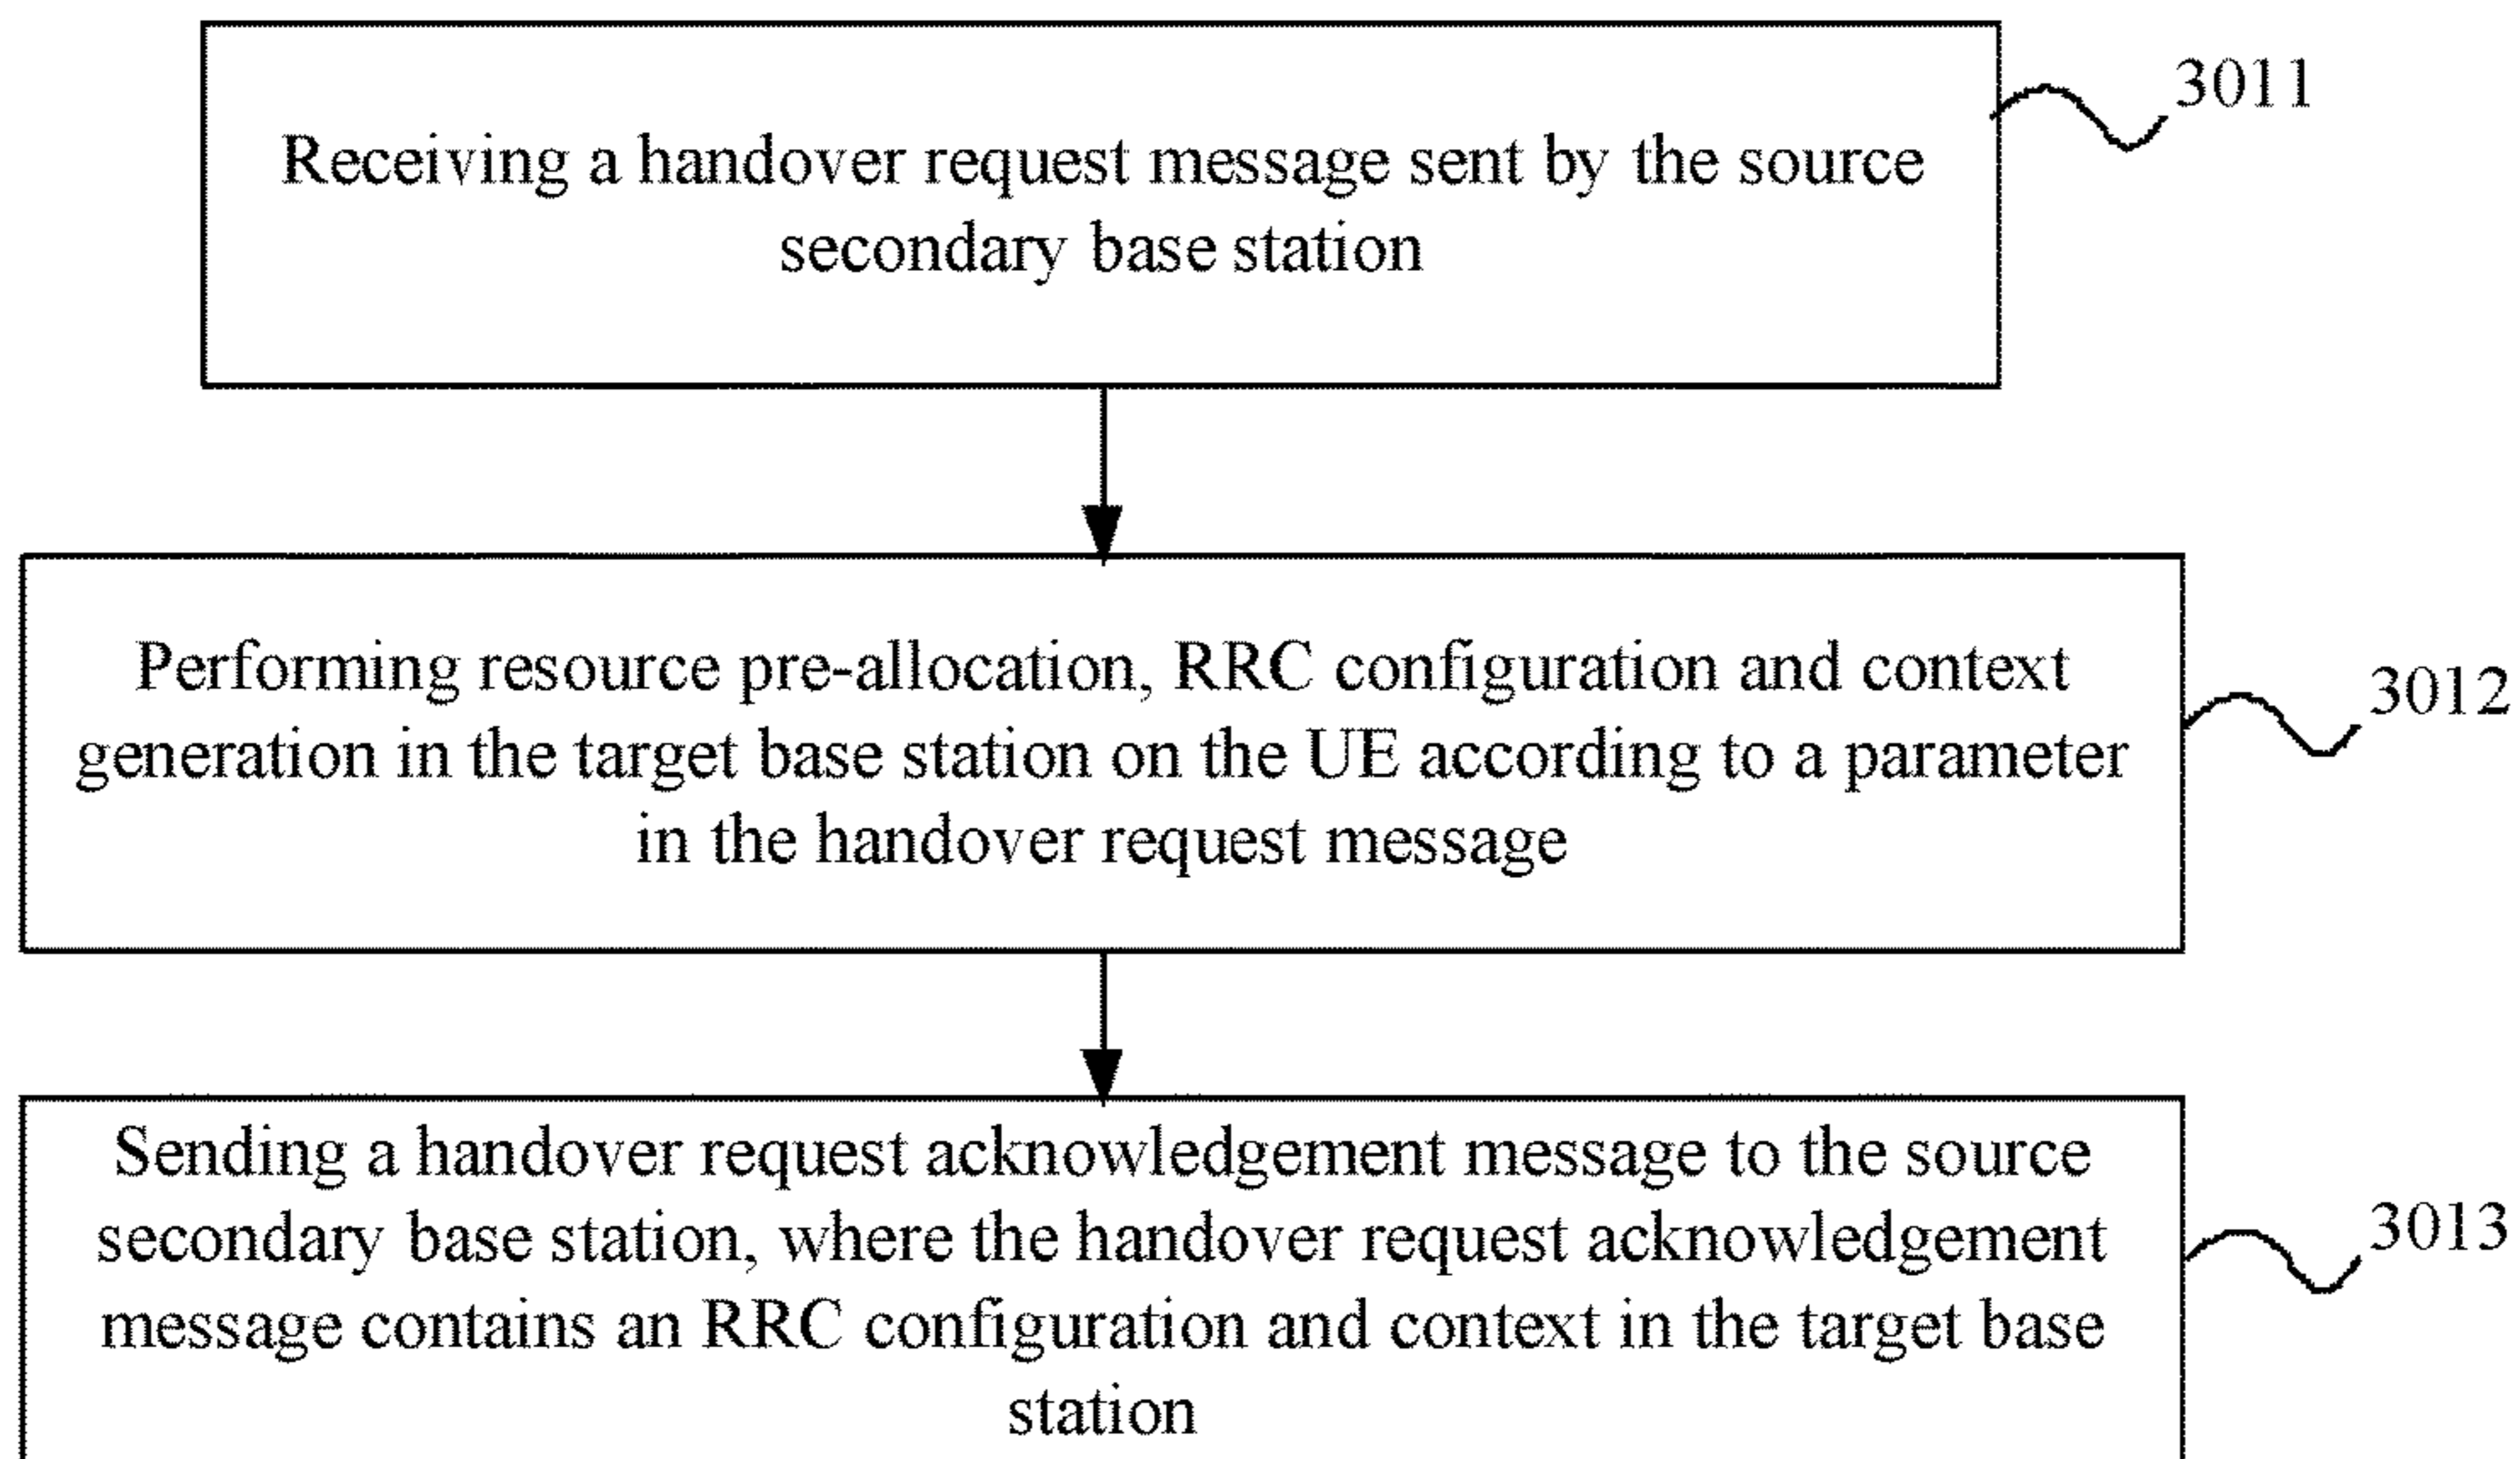 3011
Receiving a handover request message sent by the source
secondary base station
Performing resource pre-allocation, RRC configuration and context
3012
generation in the target base station on the UE according to a parameter
in the handover request message
Sending a handover request acknowledgement message to the source
secondary base station, where the handover request acknowledgement
3013
message contains an RRC configuration and context in the target base
station